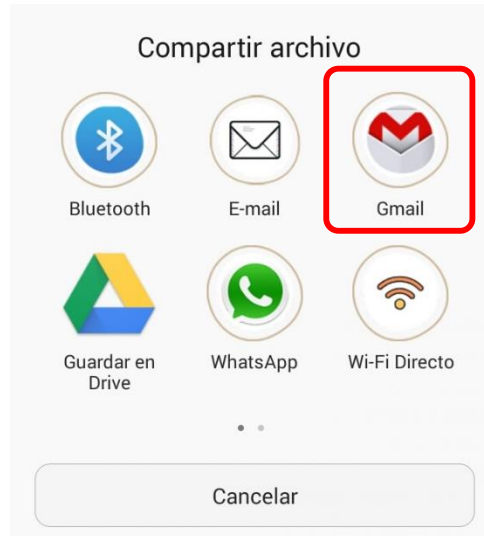 Compartir archivo
Bluetooth
E-mail
Gmail
Guardar en
Drive
WhatsApp
Wi-Fi Directo
Cancelar